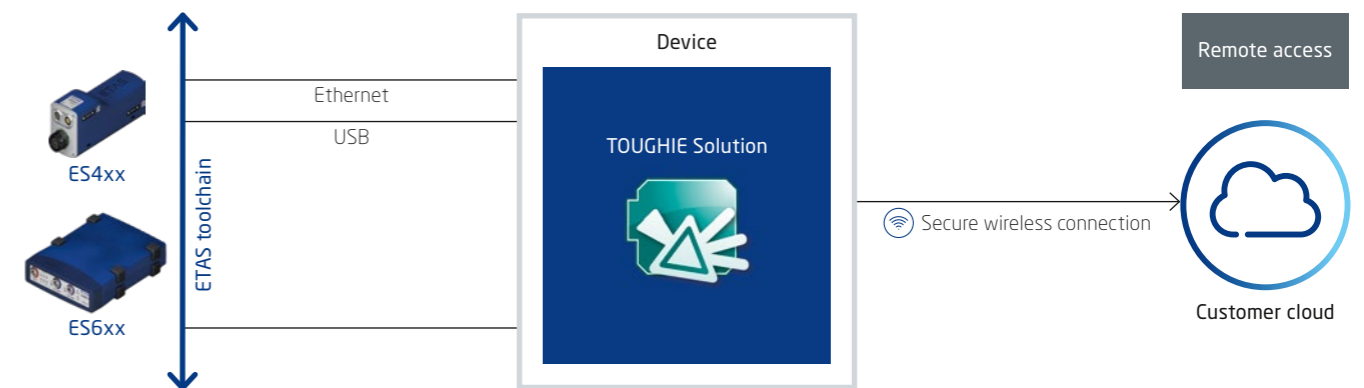 Device
Remote access
Ethernet
USB
TOUGHIE Solution
ES4xx
ETAS toolchain
Secure wireless connection
ES6xx
Customer cloud